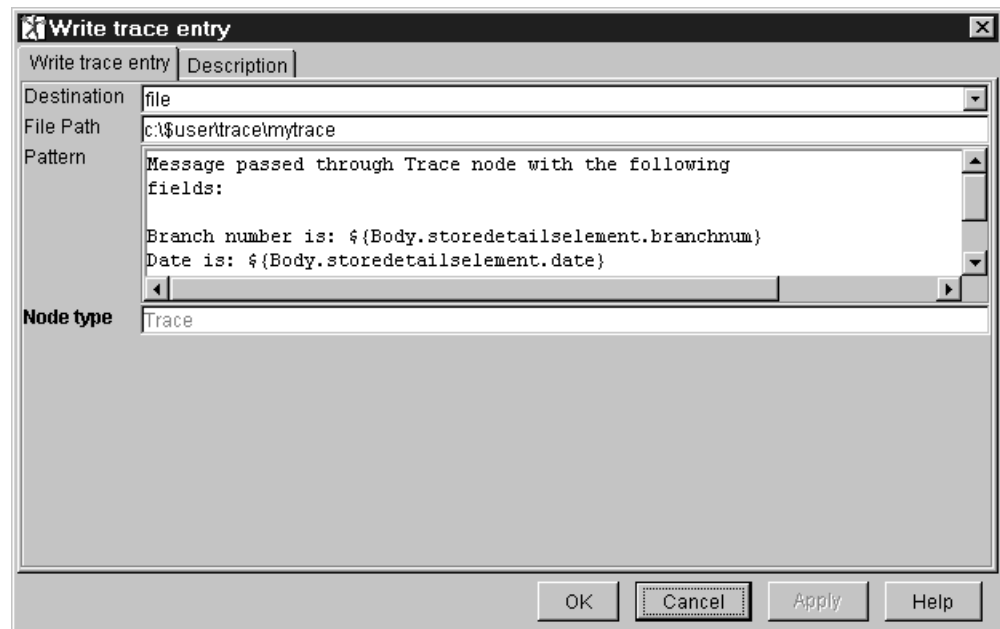 Write trace entry
Write trace entry Description
Destination file
File Path c:\$user\trace\mytrace
Pattern Message passed through Trace node with the following
fields:
Branch number is: ${Body.storedetailselement.branchnum}
Date is: ${Body.storedetailselement.date}
Node type Trace
OK Cancel Apply Help